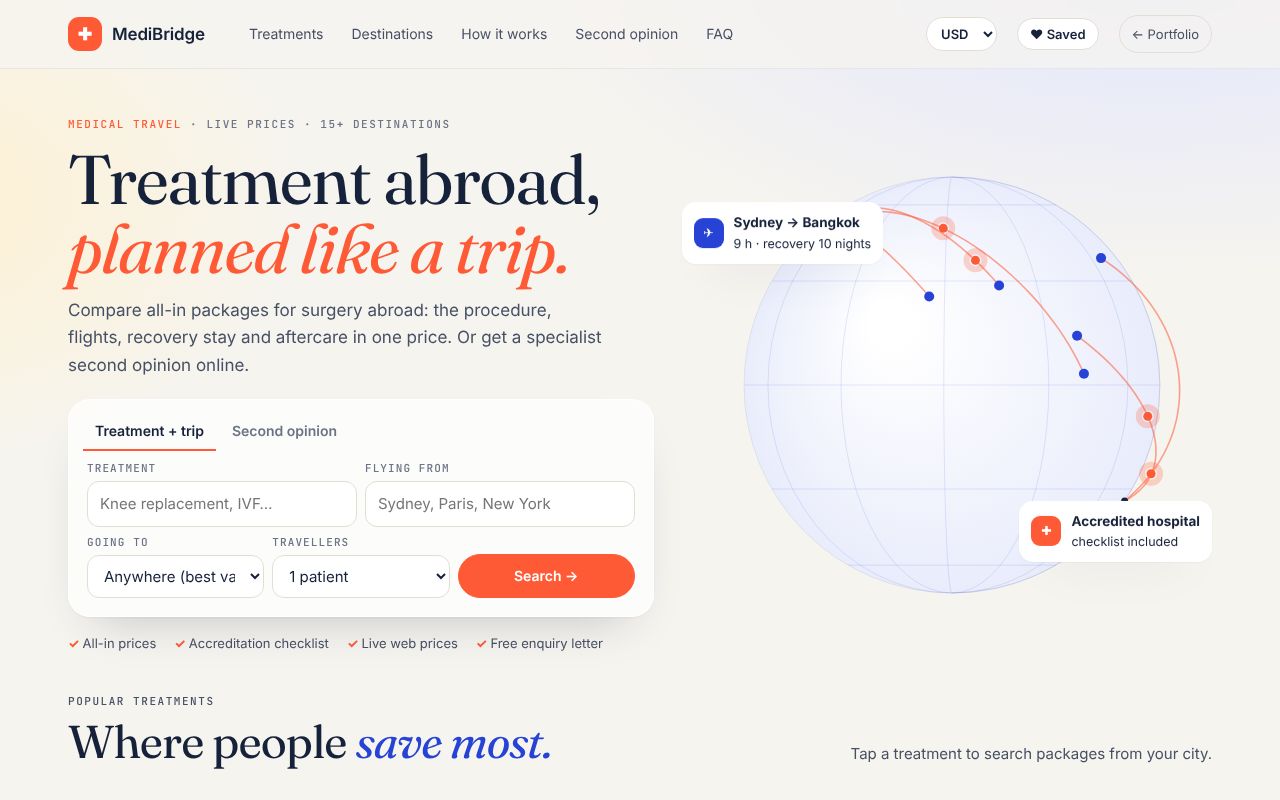 MediBridge
Treatments
Destinations
How it works
Second opinion
FAQ
USD
♥ Saved
← Portfolio
MEDICAL TRAVEL · LIVE PRICES · 15+ DESTINATIONS
Treatment abroad,
planned like a trip.
Compare all-in packages for surgery abroad: the procedure,
flights, recovery stay and aftercare in one price. Or get a specialist
second opinion online.
Treatment + trip
Second opinion
TREATMENT
FLYING FROM
Knee replacement, IVF...
Sydney, Paris, New York
GOING TO
TRAVELLERS
Anywhere (best va
1 patient
Search →
✓ All-in prices
✓ Accreditation checklist
✓ Live web prices
✓ Free enquiry letter
Sydney → Bangkok
9 h · recovery 10 nights
Accredited hospital
checklist included
POPULAR TREATMENTS
Where people save most.
Tap a treatment to search packages from your city.